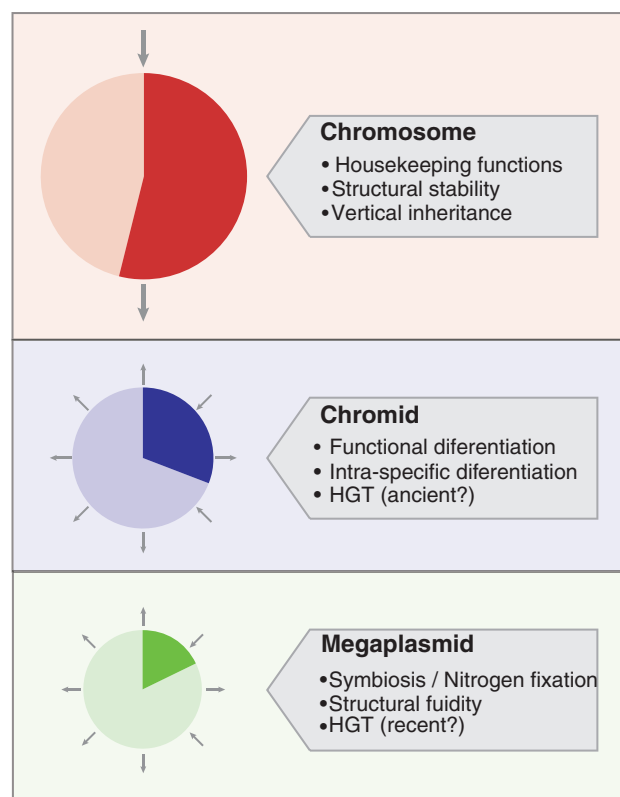 Chromosome
• Housekeeping functions
•Structural stability
• Vertical inheritance
Chromid
• Functional diferentiation
• Intra-specific diferentiation
• HGT (ancient?)
Megaplasmid
•Symbiosis / Nitrogen fixation
•Structural fuidity
•HGT (recent?)